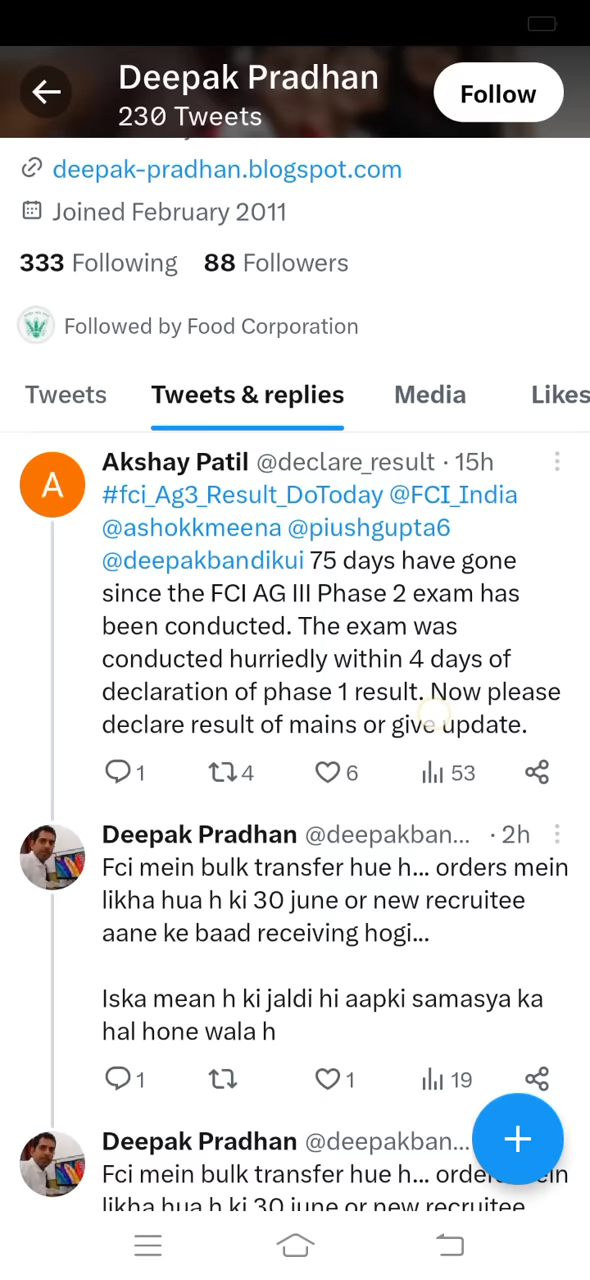 Deepak Pradhan
230 Tweets
Follow
deepak-pradhan.blogspot.com
Joined February 2011
333 Following 88 Followers
Followed by Food Corporation
Tweets Tweets & replies Media Likes
A
Akshay Patil @declare_result · 15h
#fci_Ag3_Result_DoToday @FCI_India
@ashokkmeena @piushgupta6
@deepakbandikui 75 days have gone
since the FCI AG III Phase 2 exam has
been conducted. The exam was
conducted hurriedly within 4 days of
declaration of phase 1 result. Now please
declare result of mains or give update.
1 4 6 53
Deepak Pradhan @deepakban... · 2h
Fci mein bulk transfer hue h... orders mein
likha hua h ki 30 june or new recruitee
aane ke baad receiving hogi...
Iska mean h ki jaldi hi aapki samasya ka
hal hone wala h
1 1 19
Deepak Pradhan @deepakban...
Fci mein bulk transfer hue h...
likha hua h ki 30 june or new recruitee